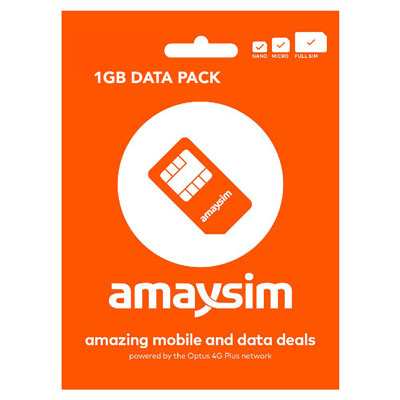 NANO MICRO FULL SIM
1GB DATA PACK
amaysim
amaysim
amazing mobile and data deals
powered by the Optus 4G Plus network